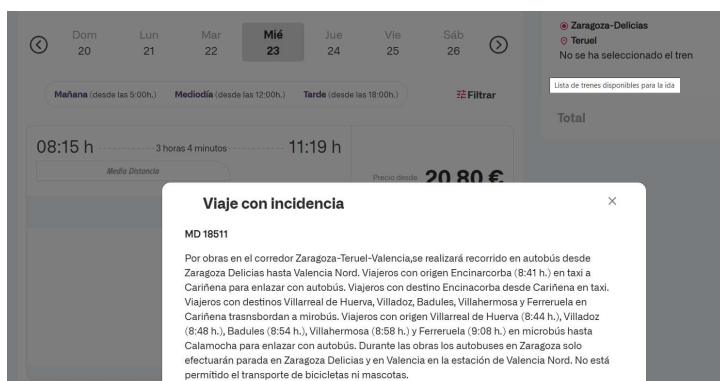 Dom Lun Mar Mié Jue Vie Sáb
20 21 22 23 24 25 26
Mañana (desde las 5:00h.) Mediodía (desde las 12:00h.) Tarde (desde las 18:00h.) Filtrar
08:15 h 3 horas 4 minutos 11:19 h
Media Distancia
Precio desde 20,80 €
Zaragoza-Delicias
Teruel
No se ha seleccionado el tren
Lista de trenes disponibles para la ida
Total
Viaje con incidencia
MD 18511
Por obras en el corredor Zaragoza-Teruel-Valencia,se realizará recorrido en autobús desde
Zaragoza Delicias hasta Valencia Nord. Viajeros con origen Encinarcorba (8:41 h.) en taxi a
Cariñena para enlazar con autobús. Viajeros con destino Encinacorba desde Cariñena en taxi.
Viajeros con destinos Villarreal de Huerva, Villadoz, Badules, Villahermosa y Ferreruela en
Cariñena trasnsbordan a mirobús. Viajeros con origen Villarreal de Huerva (8:44 h.), Villadoz
(8:48 h.), Badules (8:54 h.), Villahermosa (8:58 h.) y Ferreruela (9:08 h.) en microbús hasta
Calamocha para enlazar con autobús. Durante las obras los autobuses en Zaragoza solo
efectuarán parada en Zaragoza Delicias y en Valencia en la estación de Valencia Nord. No está
permitido el transporte de bicicletas ni mascotas.